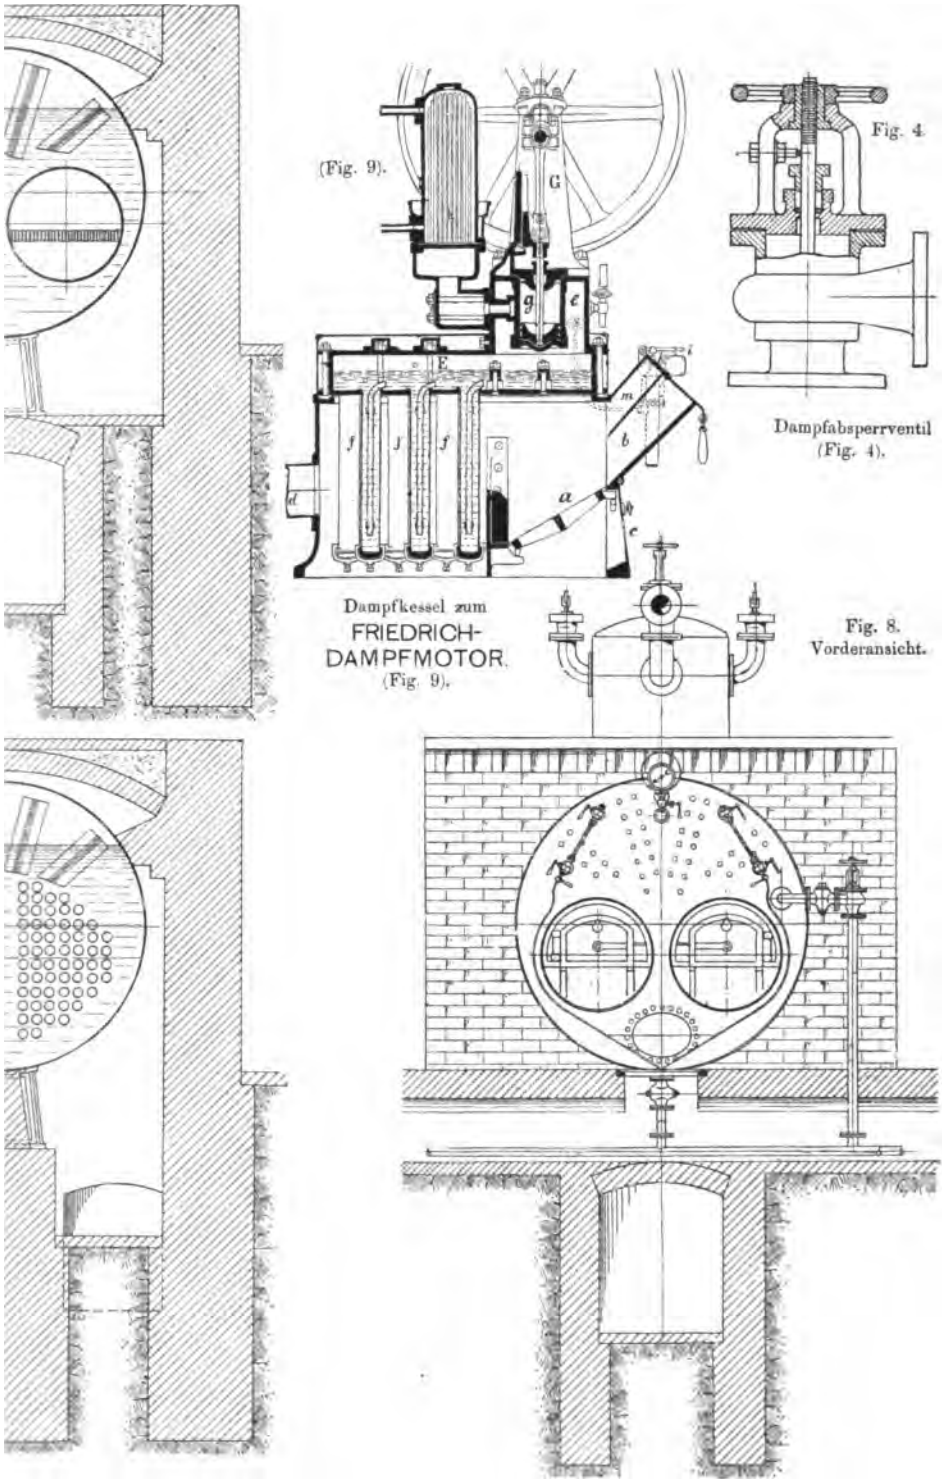 (Fig. 9).
G
g
e
E
i
m
b
f
f
f
d
a
c
Fig. 4.
Dampfabsperrventil
(Fig. 4).
Dampfkessel zum
FRIEDRICH-
DAMPFMOTOR.
(Fig. 9).
Fig. 8.
Vorderansicht.